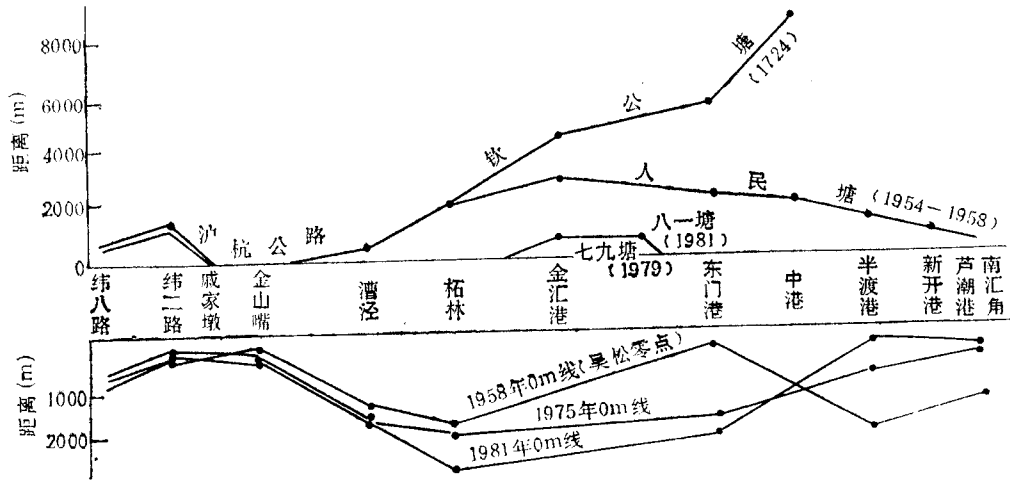 距离(m)
8000
6000
4000
2000
0
钦公塘
(1724)
人民塘 (1954-1958)
沪杭公路
八一塘
(1981)
七九塘
(1979)
纬八路
纬二路
戚家墩
金山嘴
漕泾
柘林
金汇港
东门港
中港
半渡港
新开港
芦潮港
南汇角
距离(m)
1000
2000
1958年0m线(吴松零点)
1975年0m线
1981年0m线